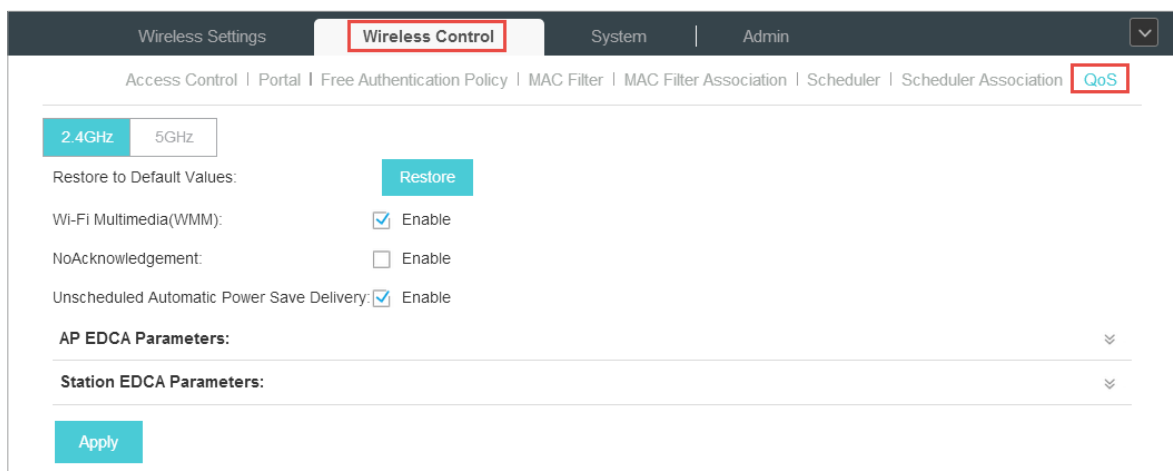 Wireless Settings Wireless Control System | Admin
Access Control | Portal | Free Authentication Policy | MAC Filter | MAC Filter Association | Scheduler | Scheduler Association QoS
2.4GHz 5GHz
Restore to Default Values: Restore
Wi-Fi Multimedia(WMM): Enable
NoAcknowledgement: Enable
Unscheduled Automatic Power Save Delivery: Enable
AP EDCA Parameters:
Station EDCA Parameters:
Apply